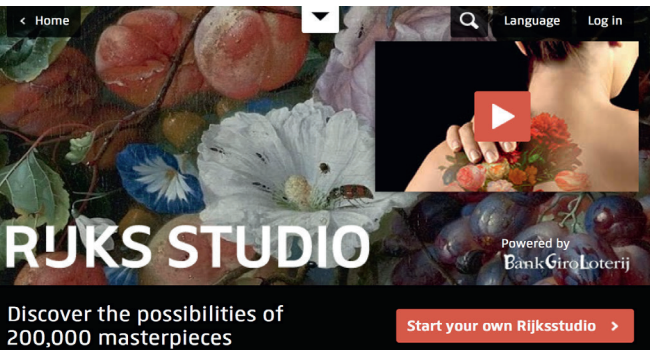 Home
Language
Log in
RIJKS STUDIO
Powered by
BankGiroLoterij
Discover the possibilities of
200,000 masterpieces
Start your own Rijksstudio